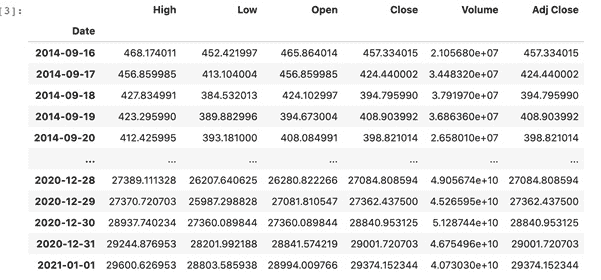 [3]:
High Low Open Close Volume Adj Close
Date
2014-09-16 468.174011 452.421997 465.864014 457.334015 2.105680e+07 457.334015
2014-09-17 456.859985 413.104004 456.859985 424.440002 3.448320e+07 424.440002
2014-09-18 427.834991 384.532013 424.102997 394.795990 3.791970e+07 394.795990
2014-09-19 423.295990 389.882996 394.673004 408.903992 3.686360e+07 408.903992
2014-09-20 412.425995 393.181000 408.084991 398.821014 2.658010e+07 398.821014
... ... ... ... ... ... ...
2020-12-28 27389.111328 26207.640625 26280.822266 27084.808594 4.905674e+10 27084.808594
2020-12-29 27370.720703 25987.298828 27081.810547 27362.437500 4.526595e+10 27362.437500
2020-12-30 28937.740234 27360.089844 27360.089844 28840.953125 5.128744e+10 28840.953125
2020-12-31 29244.876953 28201.992188 28841.574219 29001.720703 4.675496e+10 29001.720703
2021-01-01 29600.626953 28803.585938 28994.009766 29374.152344 4.073030e+10 29374.152344